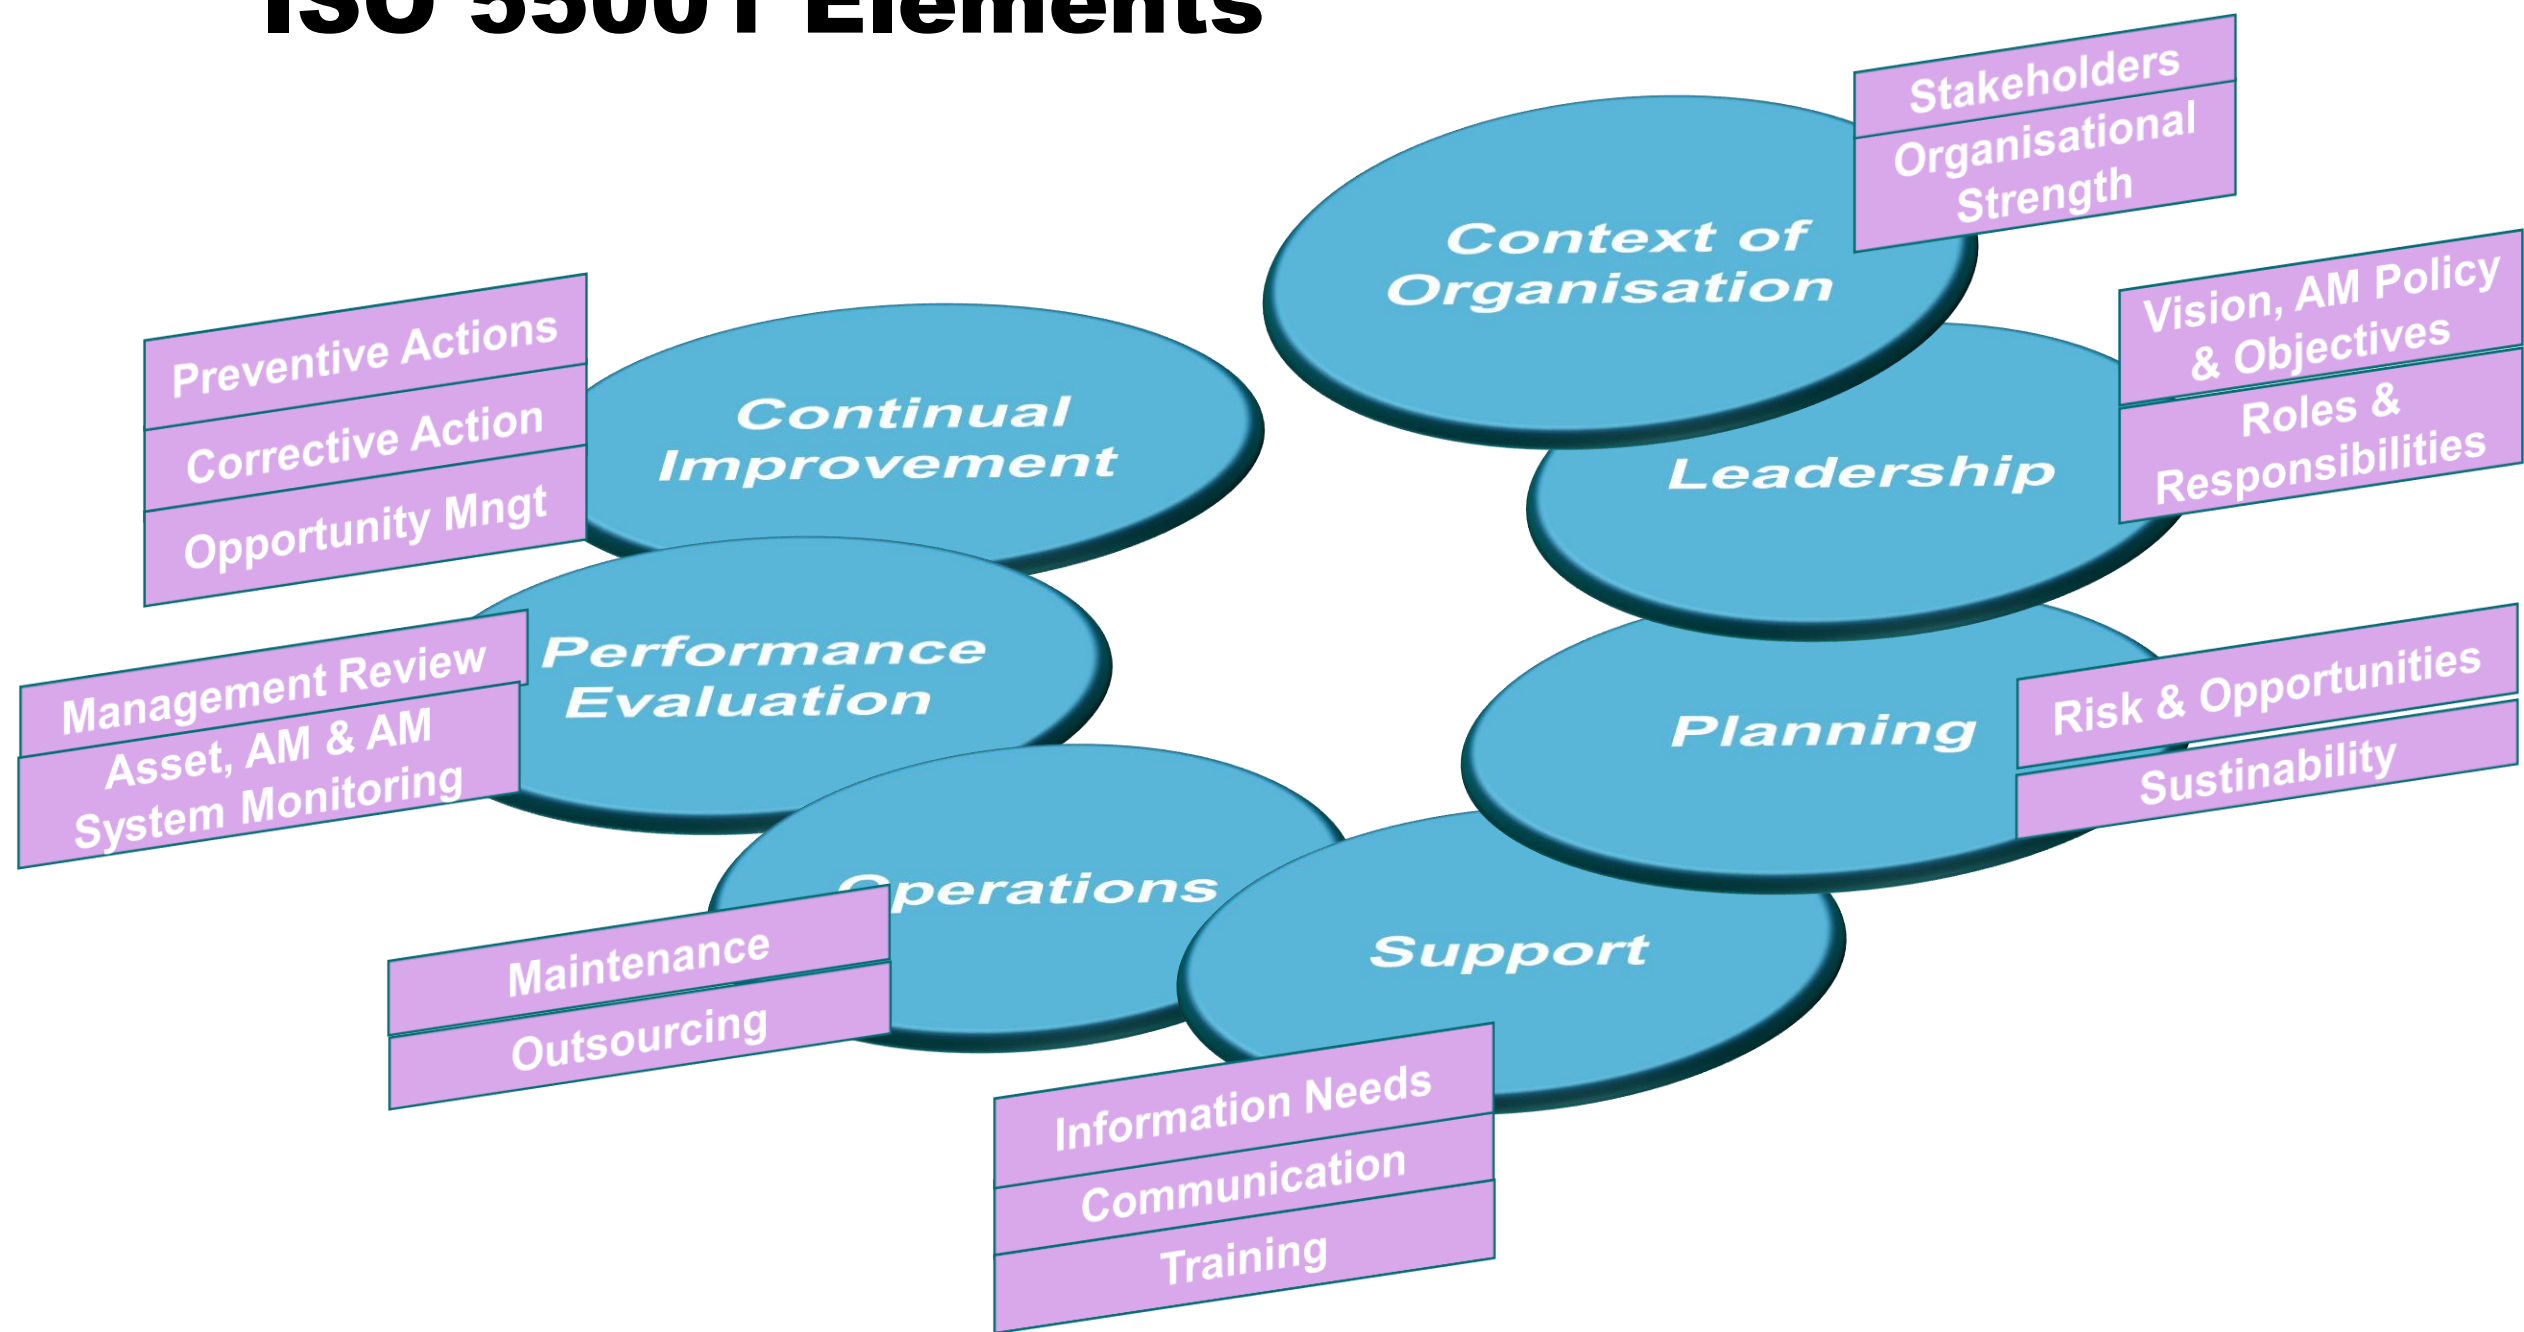 ISO 55001 Elements
Stakeholders
Organisational
Strength
Context of
Organisation
Vision, AM Policy
& Objectives
Roles &
Responsibilities
Leadership
Risk & Opportunities
Sustinability
Planning
Support
Information Needs
Communication
Training
Operations
Maintenance
Outsourcing
Performance
Evaluation
Management Review
Asset, AM & AM
System Monitoring
Continual
Improvement
Preventive Actions
Corrective Action
Opportunity Mngt